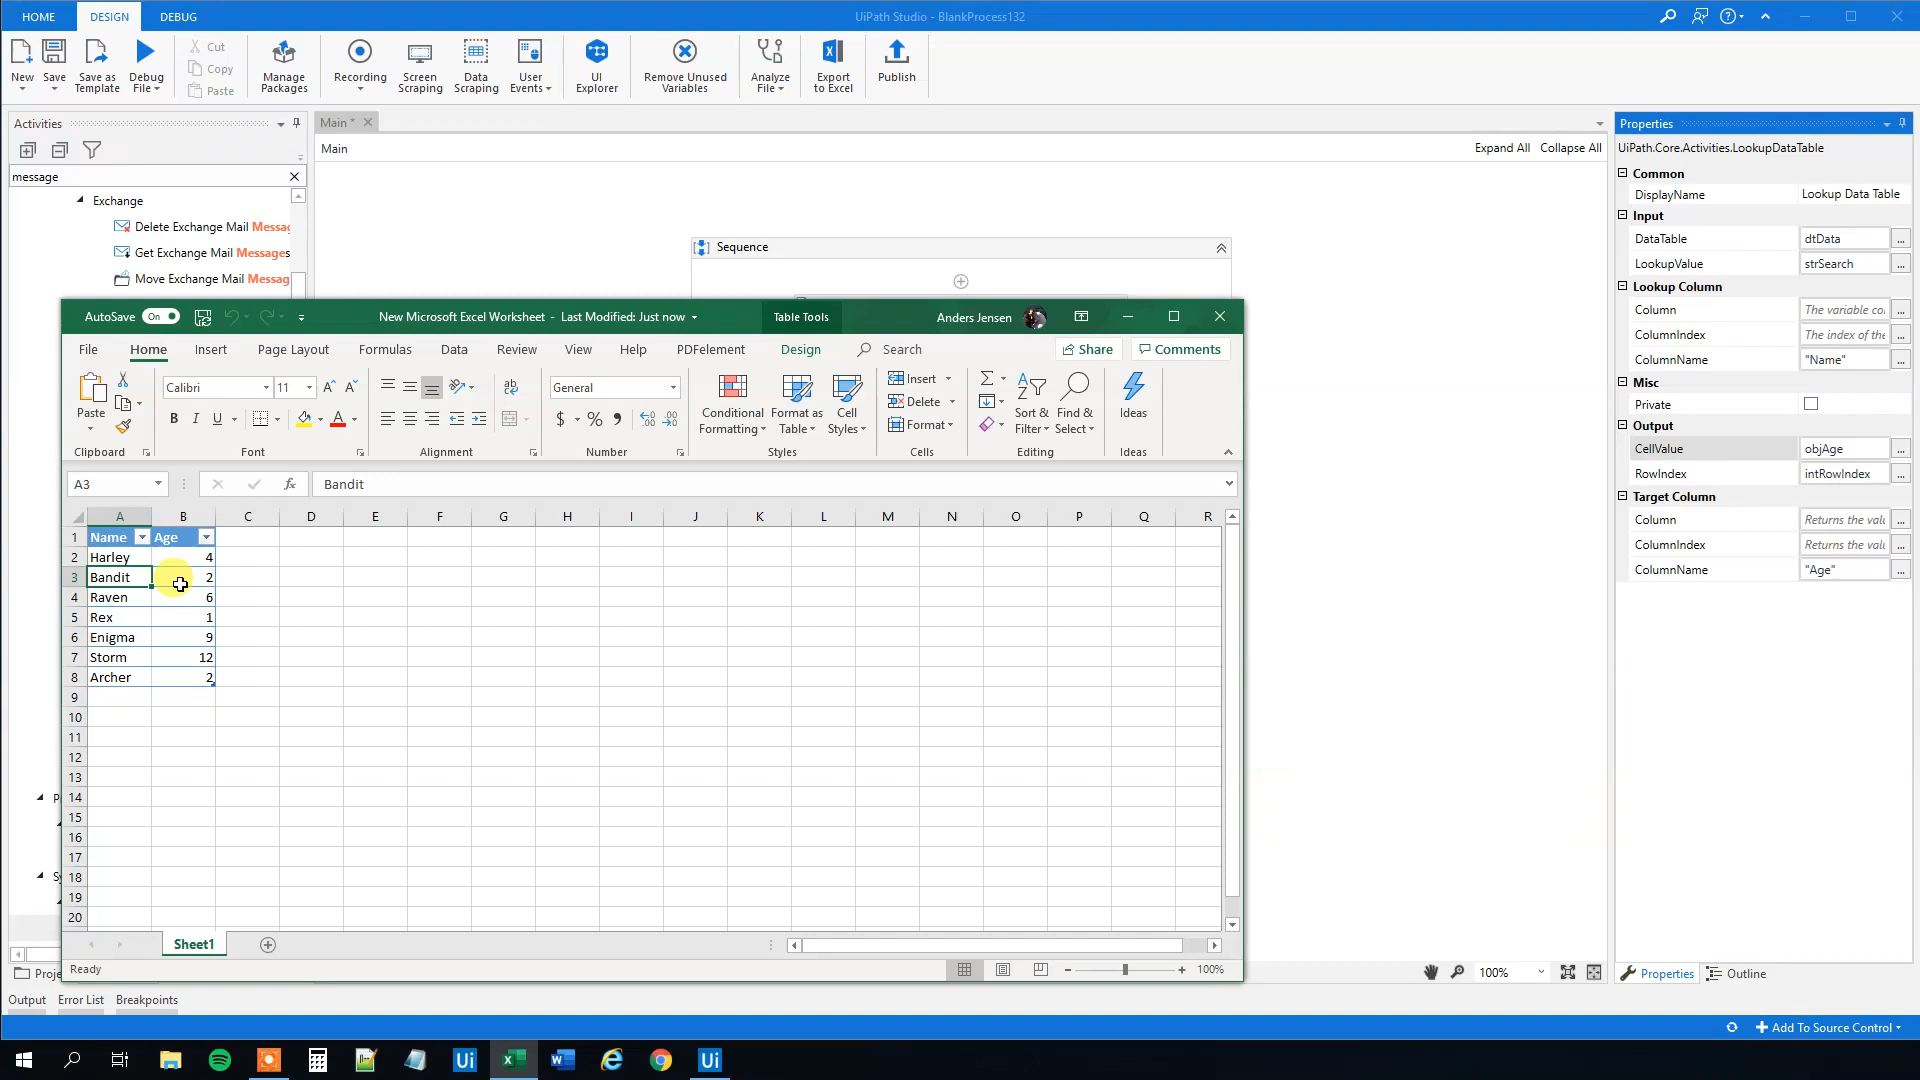 HOME DESIGN DEBUG UiPath Studio - BlankProcess132
New Save Save as Template Debug File Cut Copy Paste Manage Packages Recording Screen Scraping Data Scraping User Events UI Explorer Remove Unused Variables Analyze File Export to Excel Publish
Activities
message
Exchange
Delete Exchange Mail Messag
Get Exchange Mail Messages
Move Exchange Mail Messag
Main *
Main Expand All Collapse All
Sequence
AutoSave On New Microsoft Excel Worksheet - Last Modified: Just now Table Tools Anders Jensen
File Home Insert Page Layout Formulas Data Review View Help PDFelement Design Search Share Comments
Paste Calibri 11 B I U ab General $ % Conditional Formatting Format as Table Cell Styles Insert Delete Format Sort & Filter Find & Select Ideas
Clipboard Font Alignment Number Styles Cells Editing Ideas
A3 fx Bandit
A B C D E F G H I J K L M N O P Q R
1 Name Age
2 Harley 4
3 Bandit 2
4 Raven 6
5 Rex 1
6 Enigma 9
7 Storm 12
8 Archer 2
9
10
11
12
13
14
15
16
17
18
19
20
Sheet1
Ready 100%
Properties
UiPath.Core.Activities.LookupDataTable
Common
DisplayName Lookup Data Table
Input
DataTable dtData ...
LookupValue strSearch ...
Lookup Column
Column The variable co ...
ColumnIndex The index of the ...
ColumnName "Name" ...
Misc
Private
Output
CellValue objAge ...
RowIndex intRowIndex ...
Target Column
Column Returns the valu ...
ColumnIndex Returns the valu ...
ColumnName "Age" ...
Proje
100%
Properties Outline
Output Error List Breakpoints
Add To Source Control
Ui W Ui